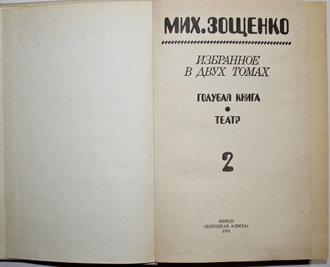 МИХ. ЗОЩЕНКО
ИЗБРАННОЕ
В ДВУХ ТОМАХ
ГОЛУБАЯ КНИГА
•
ТЕАТР
2
МИНСК
«НАРОДНАЯ АСВЕТА»